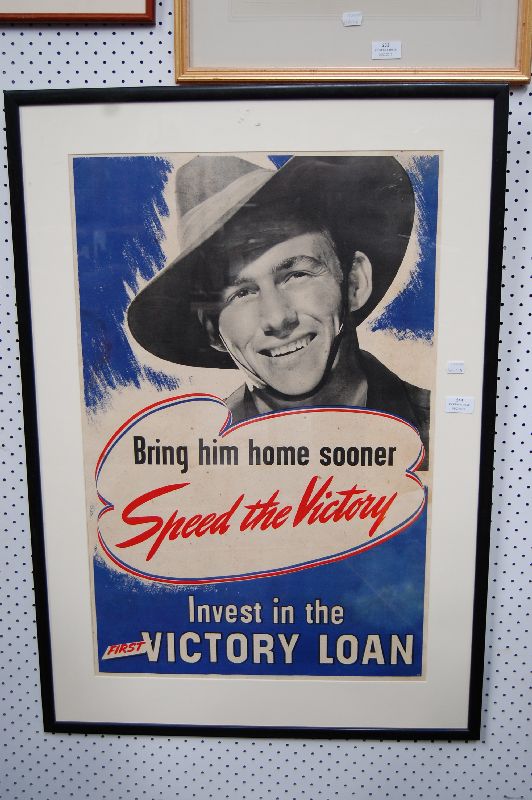 Bring him home sooner
Speed the Victory
Invest in the
FIRST VICTORY LOAN